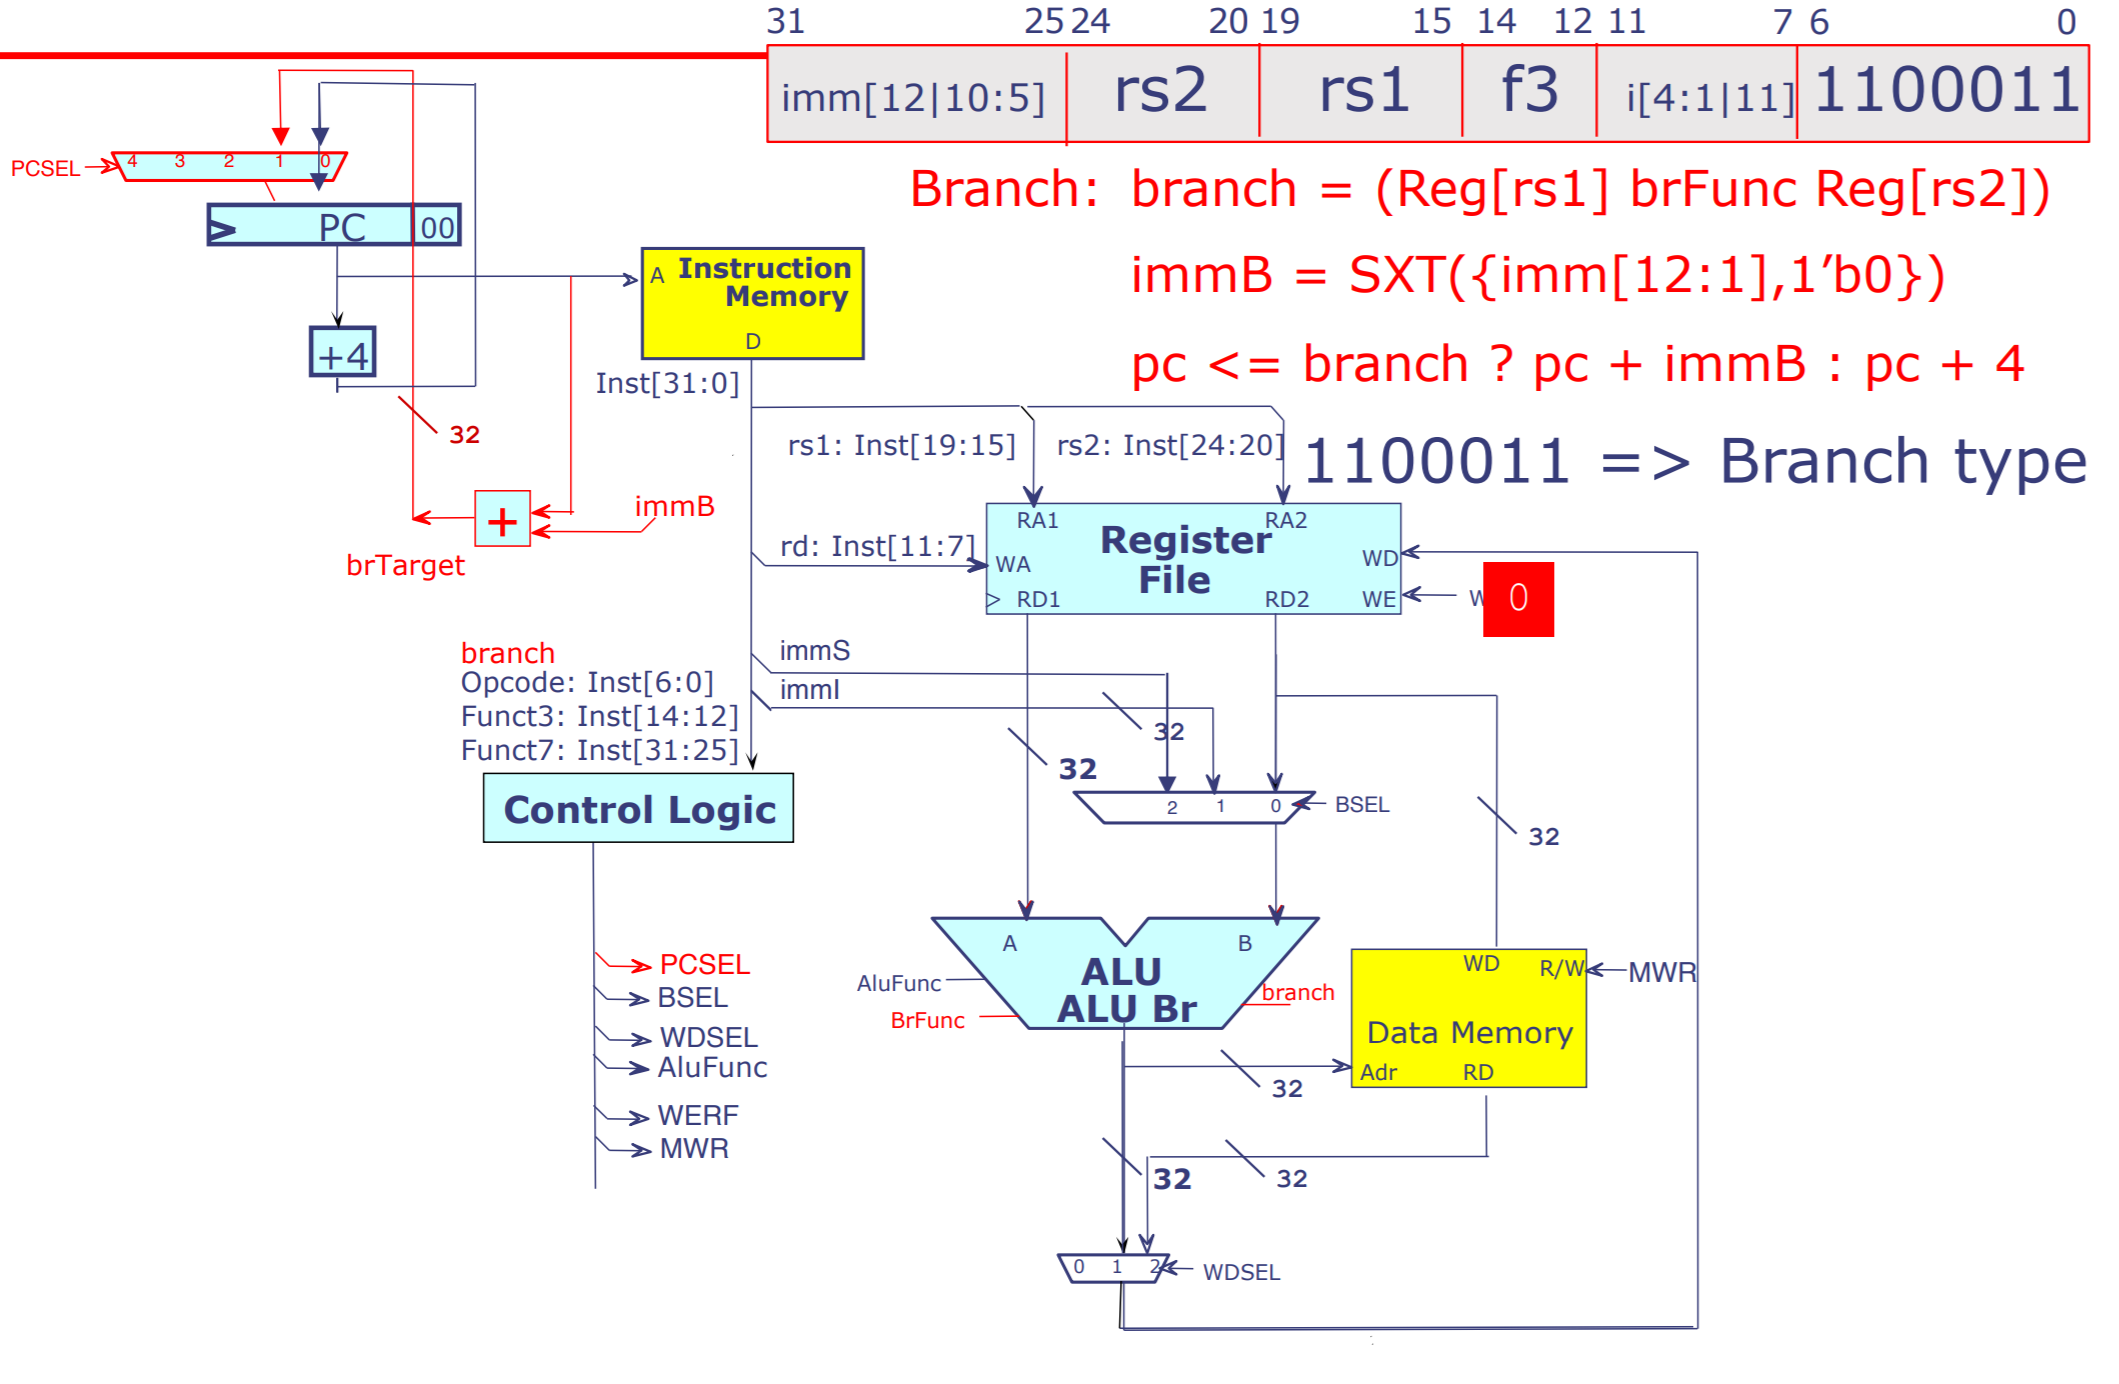 31 25 24 20 19 15 14 12 11 7 6 0
imm[12|10:5] rs2 rs1 f3 i[4:1|11] 1100011
PCSEL 4 3 2 1 0
Branch: branch = (Reg[rs1] brFunc Reg[rs2])
PC 00
immB = SXT({imm[12:1],1’b0})
A Instruction
Memory
D
+4
pc <= branch ? pc + immB : pc + 4
Inst[31:0]
32
rs1: Inst[19:15] rs2: Inst[24:20]
1100011 => Branch type
immB
+
brTarget
RA1 RA2
Register
File
rd: Inst[11:7]
WA WD
RD1 RD2 WE W 0
immS
immI
branch
Opcode: Inst[6:0]
Funct3: Inst[14:12]
Funct7: Inst[31:25]
32
32
Control Logic
2 1 0 BSEL
32
PCSEL
BSEL
WDSEL
AluFunc
WERF
MWR
A B
ALU
ALU Br
AluFunc
BrFunc
branch
WD R/W MWR
Data Memory
Adr RD
32
32 32
0 1 2 WDSEL